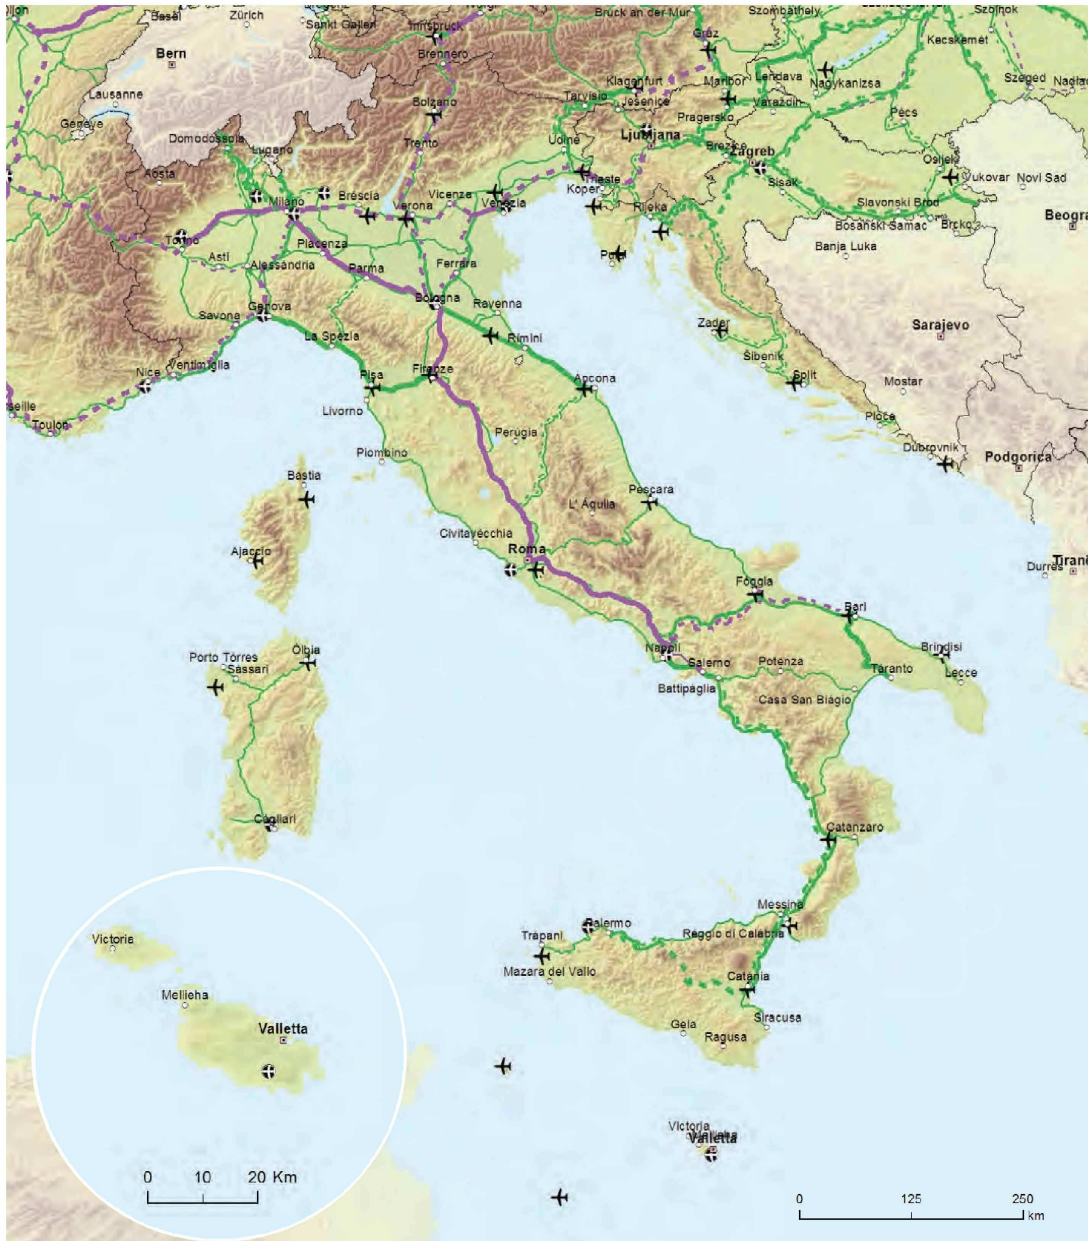 Basel
Zürich
Sankt Gallen
Innsbruck
Bruck an der Mur
Szombathely
Szolnok
Bern
Brennero
Graz
Kecskemét
Lausanne
Bolzano
Klagenfurt
Maribor
Lendava
Nagykanizsa
Szeged
Genève
Tarvisio
Jesenice
Varaždin
Domodossola
Lugano
Trento
Udine
Ljubljana
Pragersko
Pécs
Aosta
Brescia
Vicenza
Trieste
Brezice
Zagreb
Osijek
Milano
Verona
Venezia
Koper
Sisak
Vukovar
Novi Sad
Torino
Piacenza
Rijeka
Slavonski Brod
Bosanski Samac
Brcko
Asti
Alessandria
Parma
Ferrara
Banja Luka
Savona
Genova
Bologna
Ravenna
Zadar
Sarajevo
La Spezia
Rimini
Šibenik
Nice
Ventimiglia
Pisa
Firenze
Ancona
Split
Mostar
Toulon
Livorno
Ploce
Perugia
Piombino
Dubrovnik
Podgorica
Bastia
Pescara
L' Aguila
Civitavecchia
Ajaccio
Roma
Durres
Foggia
Bari
Porto Torres
Sassari
Olbia
Napoli
Salerno
Potenza
Brindisi
Taranto
Lecce
Battipaglia
Casa San Biagio
Cagliari
Catanzaro
Messina
Palermo
Reggio di Calabria
Trapani
Victoria
Mazara del Vallo
Catania
Mellieha
Siracusa
Gela
Ragusa
Valletta
Victoria
Valletta
0 10 20 Km
0 125 250
km